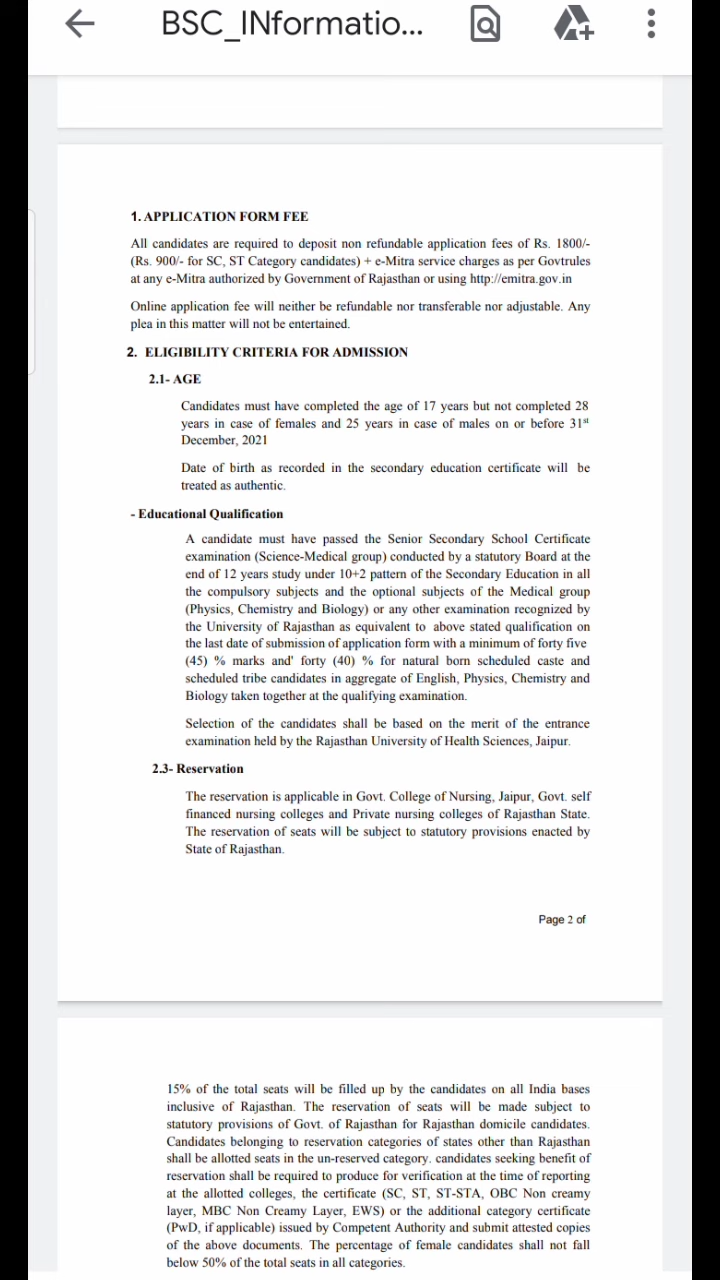 BSC_INformatio...
1. APPLICATION FORM FEE
All candidates are required to deposit non refundable application fees of Rs. 1800/-
(Rs. 900/- for SC, ST Category candidates) + e-Mitra service charges as per Govtrules
at any e-Mitra authorized by Government of Rajasthan or using http://emitra.gov.in
Online application fee will neither be refundable nor transferable nor adjustable. Any
plea in this matter will not be entertained.
2. ELIGIBILITY CRITERIA FOR ADMISSION
2.1- AGE
Candidates must have completed the age of 17 years but not completed 28
years in case of females and 25 years in case of males on or before 31st
December, 2021
Date of birth as recorded in the secondary education certificate will be
treated as authentic.
- Educational Qualification
A candidate must have passed the Senior Secondary School Certificate
examination (Science-Medical group) conducted by a statutory Board at the
end of 12 years study under 10+2 pattern of the Secondary Education in all
the compulsory subjects and the optional subjects of the Medical group
(Physics, Chemistry and Biology) or any other examination recognized by
the University of Rajasthan as equivalent to above stated qualification on
the last date of submission of application form with a minimum of forty five
(45) % marks and' forty (40) % for natural born scheduled caste and
scheduled tribe candidates in aggregate of English, Physics, Chemistry and
Biology taken together at the qualifying examination.
Selection of the candidates shall be based on the merit of the entrance
examination held by the Rajasthan University of Health Sciences, Jaipur.
2.3- Reservation
The reservation is applicable in Govt. College of Nursing, Jaipur, Govt. self
financed nursing colleges and Private nursing colleges of Rajasthan State.
The reservation of seats will be subject to statutory provisions enacted by
State of Rajasthan.
Page 2 of
15% of the total seats will be filled up by the candidates on all India bases
inclusive of Rajasthan. The reservation of seats will be made subject to
statutory provisions of Govt. of Rajasthan for Rajasthan domicile candidates.
Candidates belonging to reservation categories of states other than Rajasthan
shall be allotted seats in the un-reserved category. candidates seeking benefit of
reservation shall be required to produce for verification at the time of reporting
at the allotted colleges, the certificate (SC, ST, ST-STA, OBC Non creamy
layer, MBC Non Creamy Layer, EWS) or the additional category certificate
(PwD, if applicable) issued by Competent Authority and submit attested copies
of the above documents. The percentage of female candidates shall not fall
below 50% of the total seats in all categories.